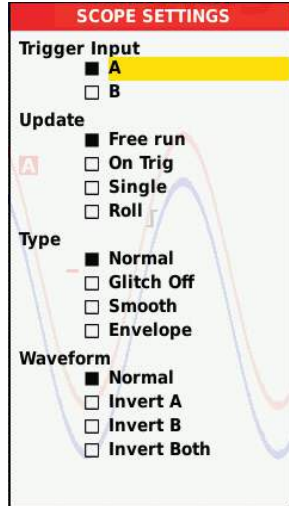 SCOPE SETTINGS
Trigger Input
■ A
□ B
Update
■ Free run
□ On Trig
□ Single
□ Roll
A
Type
■ Normal
□ Glitch Off
□ Smooth
□ Envelope
Waveform
■ Normal
□ Invert A
□ Invert B
□ Invert Both